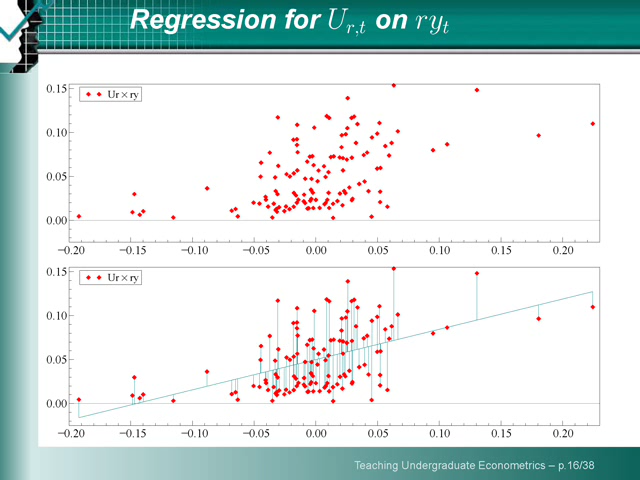 Regression for U_{r,t} on ry_t
0.15
Ur×ry
0.10
0.05
0.00
−0.20 −0.15 −0.10 −0.05 0.00 0.05 0.10 0.15 0.20
0.15
Ur×ry
0.10
0.05
0.00
−0.20 −0.15 −0.10 −0.05 0.00 0.05 0.10 0.15 0.20
Teaching Undergraduate Econometrics – p.16/38